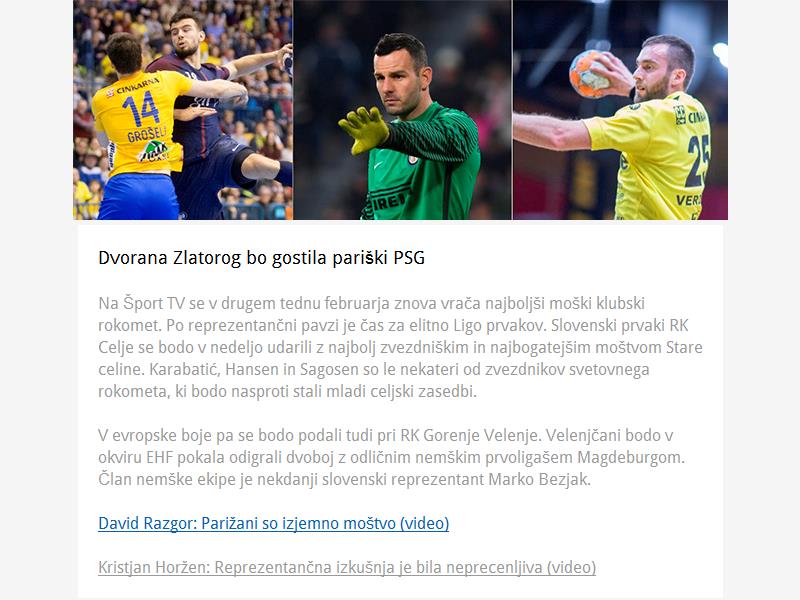 CINKARNA
14
GROŠELJ
25
Dvorana Zlatorog bo gostila pariški PSG
Na Šport TV se v drugem tednu februarja znova vrača najboljši moški klubski
rokomet. Po reprezentančni pavzi je čas za elitno Ligo prvakov. Slovenski prvaki RK
Celje se bodo v nedeljo udarili z najbolj zvezdniškim in najbogatejšim moštvom Stare
celine. Karabatić, Hansen in Sagosen so le nekateri od zvezdnikov svetovnega
rokometa, ki bodo nasproti stali mladi celjski zasedbi.
V evropske boje pa se bodo podali tudi pri RK Gorenje Velenje. Velenjčani bodo v
okviru EHF pokala odigrali dvoboj z odličnim nemškim prvoligašem Magdeburgom.
Član nemške ekipe je nekdanji slovenski reprezentant Marko Bezjak.
David Razgor: Parižani so izjemno moštvo (video)
Kristjan Horžen: Reprezentančna izkušnja je bila neprecenljiva (video)